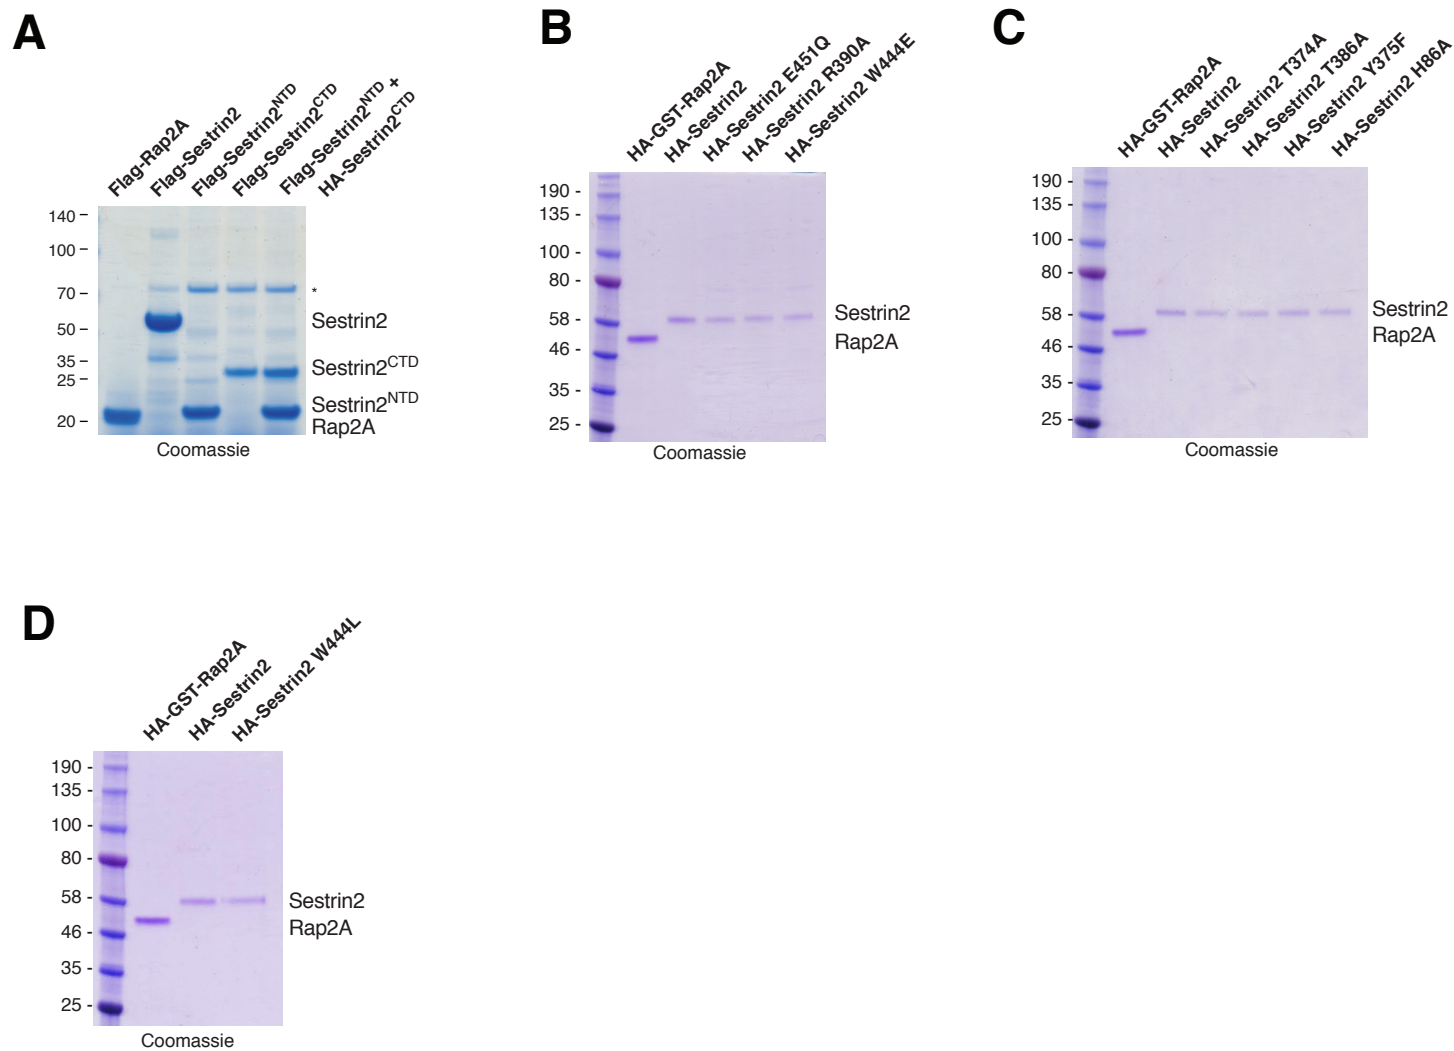 A
Flag-Rap2A
Flag-Sestrin2
Flag-Sestrin2NTD
Flag-Sestrin2CTD
Flag-Sestrin2NTD +
HA-Sestrin2CTD
140
100
70
50
35
25
20
*
Sestrin2
Sestrin2CTD
Sestrin2NTD
Rap2A
Coomassie
B
HA-GST-Rap2A
HA-Sestrin2
HA-Sestrin2 E451Q
HA-Sestrin2 R390A
HA-Sestrin2 W444E
190 -
135 -
100 -
80 -
58 -
46 -
35 -
25 -
Sestrin2
Rap2A
Coomassie
C
HA-GST-Rap2A
HA-Sestrin2
HA-Sestrin2 T374A
HA-Sestrin2 T386A
HA-Sestrin2 Y375F
HA-Sestrin2 H86A
190 -
135 -
100 -
80 -
58 -
46 -
35 -
25 -
Sestrin2
Rap2A
Coomassie
D
HA-GST-Rap2A
HA-Sestrin2
HA-Sestrin2 W444L
190 -
135 -
100 -
80 -
58 -
46 -
35 -
25 -
Sestrin2
Rap2A
Coomassie